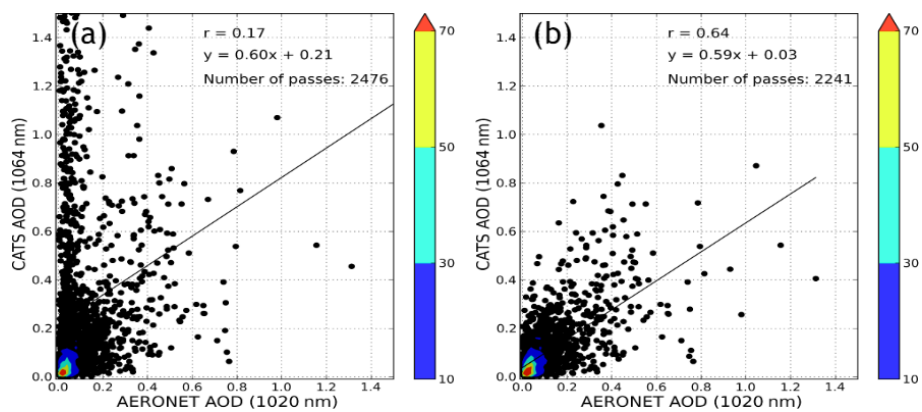 (a)
r = 0.17
y = 0.60x + 0.21
Number of passes: 2476
CATS AOD (1064 nm)
1.4
1.2
1.0
0.8
0.6
0.4
0.2
0.0
0.0 0.2 0.4 0.6 0.8 1.0 1.2 1.4
AERONET AOD (1020 nm)
70
50
30
10
(b)
r = 0.64
y = 0.59x + 0.03
Number of passes: 2241
CATS AOD (1064 nm)
1.4
1.2
1.0
0.8
0.6
0.4
0.2
0.0
0.0 0.2 0.4 0.6 0.8 1.0 1.2 1.4
AERONET AOD (1020 nm)
70
50
30
10